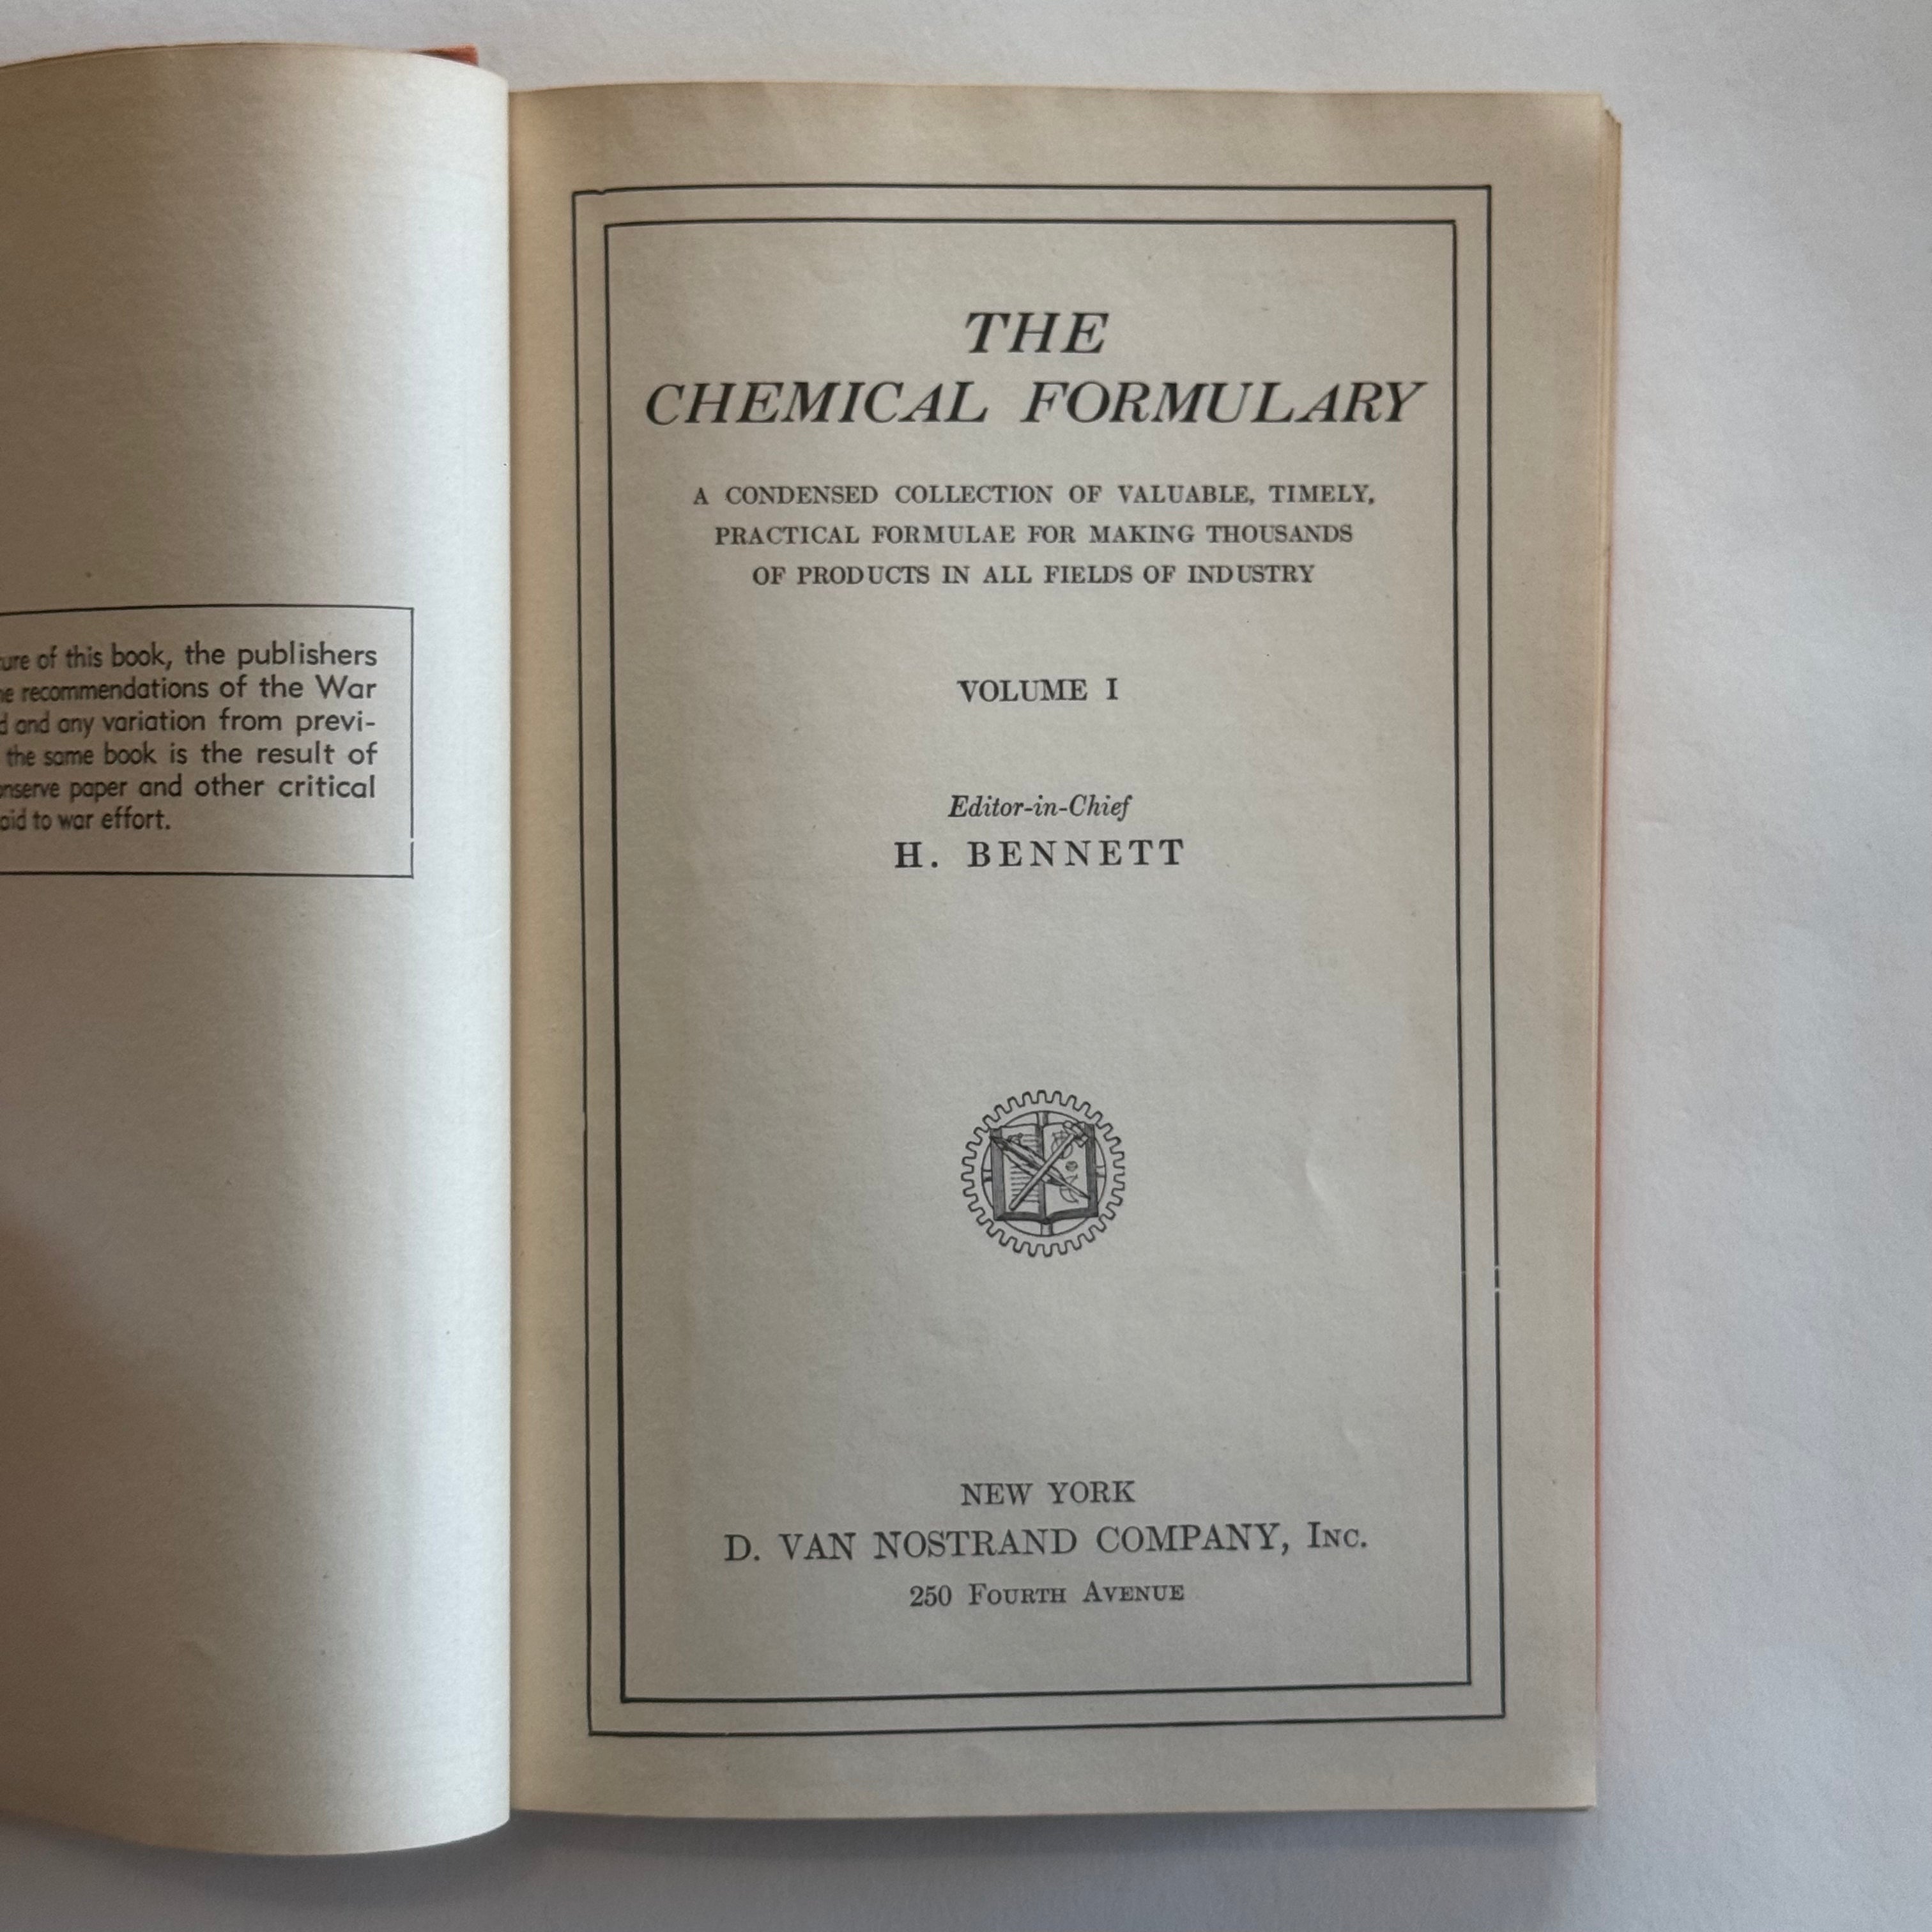 of this book, the publishers
recommendations of the War
and any variation from previ-
the same book is the result of
paper and other critical
aid to war effort.
THE
CHEMICAL FORMULARY
A CONDENSED COLLECTION OF VALUABLE, TIMELY,
PRACTICAL FORMULAE FOR MAKING THOUSANDS
OF PRODUCTS IN ALL FIELDS OF INDUSTRY
VOLUME I
Editor-in-Chief
H. BENNETT
NEW YORK
D. VAN NOSTRAND COMPANY, INC.
250 FOURTH AVENUE